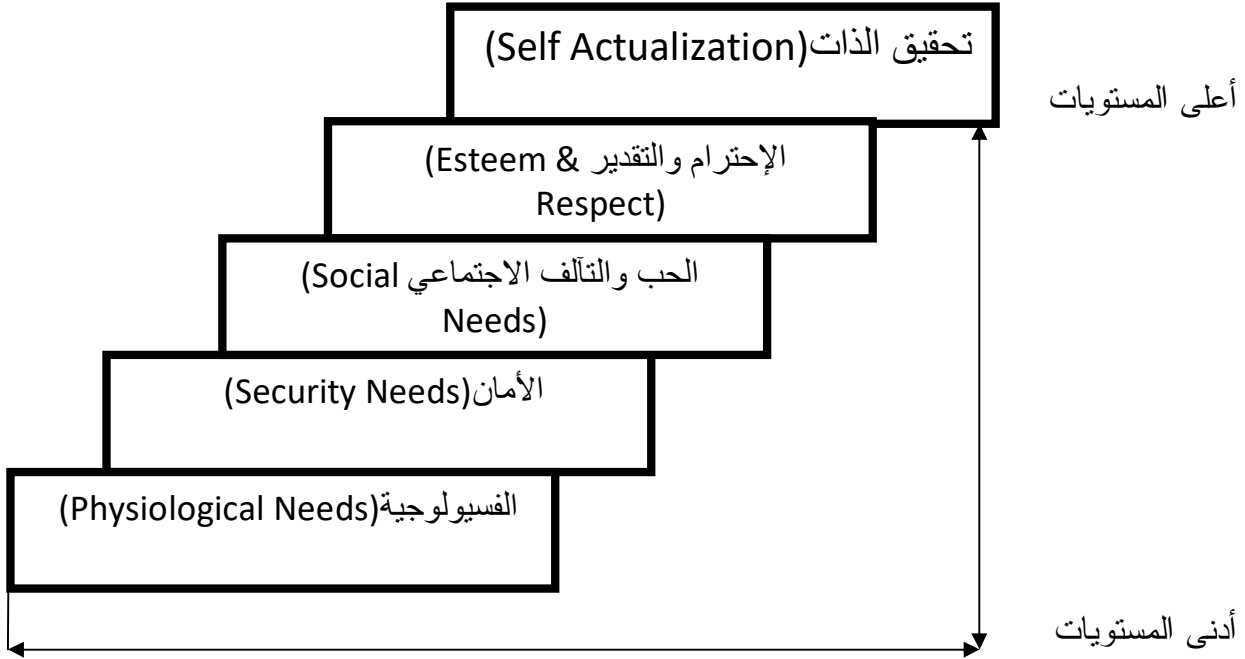 تحقيق الذات(Self Actualization)
أعلى المستويات
الإحترام والتقدير (Esteem &
Respect)
الحب والتآلف الاجتماعي (Social
Needs)
الأمان(Security Needs)
الفسيولوجية(Physiological Needs)
أدنى المستويات